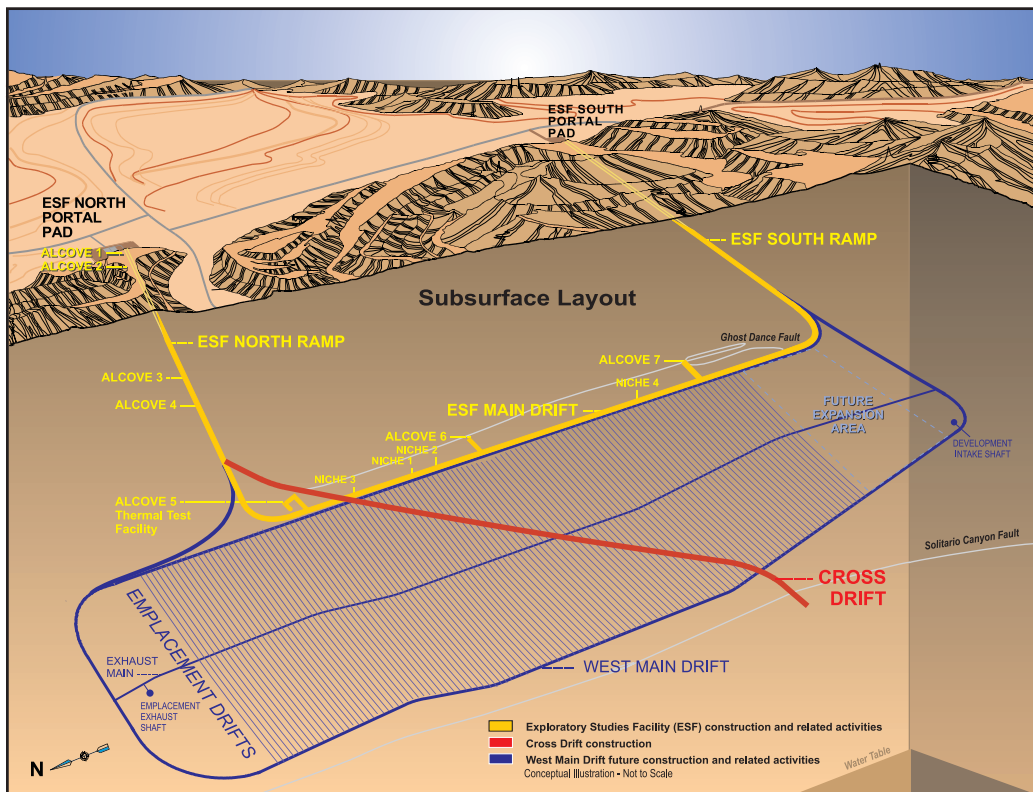 ESF SOUTH
PORTAL
PAD
ESF NORTH
PORTAL
PAD
ALCOVE 1
ALCOVE 2
ESF SOUTH RAMP
Subsurface Layout
ESF NORTH RAMP
Ghost Dance Fault
ALCOVE 7
ALCOVE 3
NICHE 4
ALCOVE 4
ESF MAIN DRIFT
FUTURE
EXPANSION
AREA
ALCOVE 6
NICHE 2
NICHE 1
DEVELOPMENT
INTAKE SHAFT
NICHE 3
ALCOVE 5
Thermal Test
Facility
Solitario Canyon Fault
CROSS
DRIFT
EMPLACEMENT DRIFTS
EXHAUST
MAIN
WEST MAIN DRIFT
EMPLACEMENT
EXHAUST
SHAFT
Exploratory Studies Facility (ESF) construction and related activities
Cross Drift construction
West Main Drift future construction and related activities
Conceptual Illustration - Not to Scale
Water Table
N